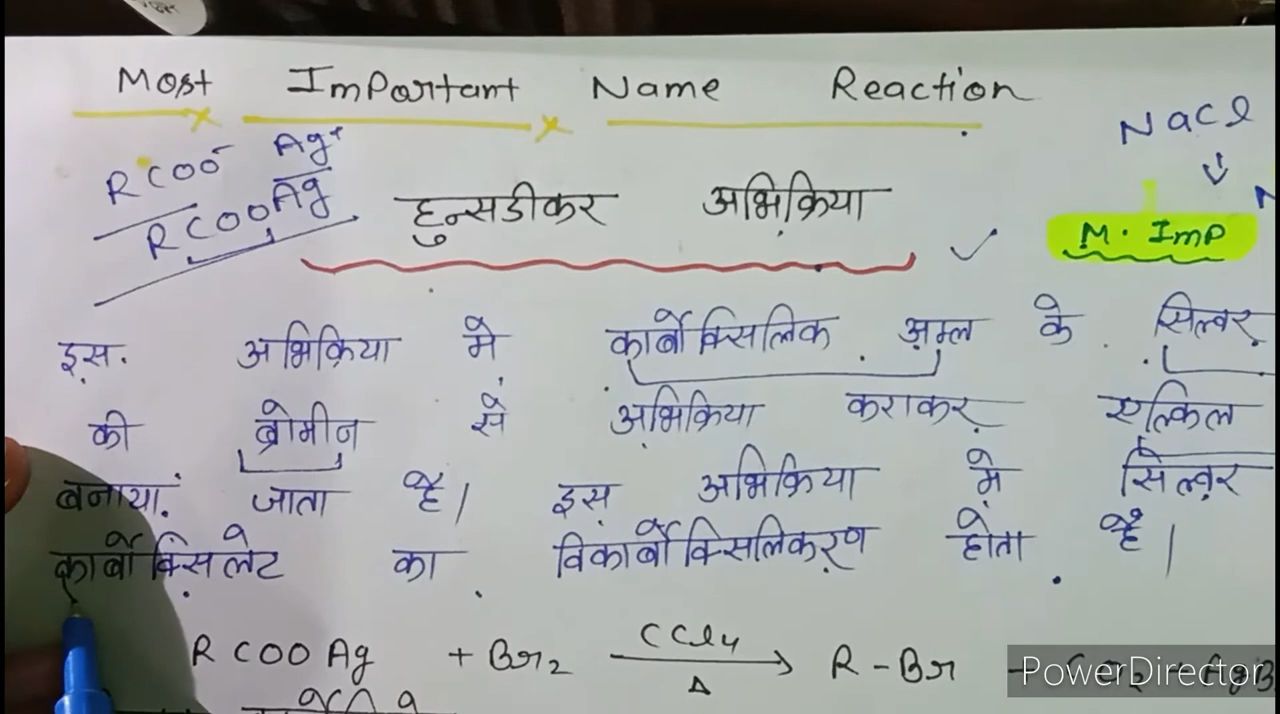 Most Important Name Reaction
RCOO⁻ Ag⁺
RCOOAg
NaCl
हुन्सडीकर अभिक्रिया
M. Imp
इस अभिक्रिया मे कार्बोक्सिलिक अम्ल के सिल्वर
की ब्रोमीन से अभिक्रिया कराकर एल्किल
बनाया जाता है। इस अभिक्रिया मे सिल्वर
कार्बोक्सिलेट का विकार्बोक्सिलिकरण होता है।
RCOOAg + Br₂ CCl₄ Δ → R-Br
PowerDirector